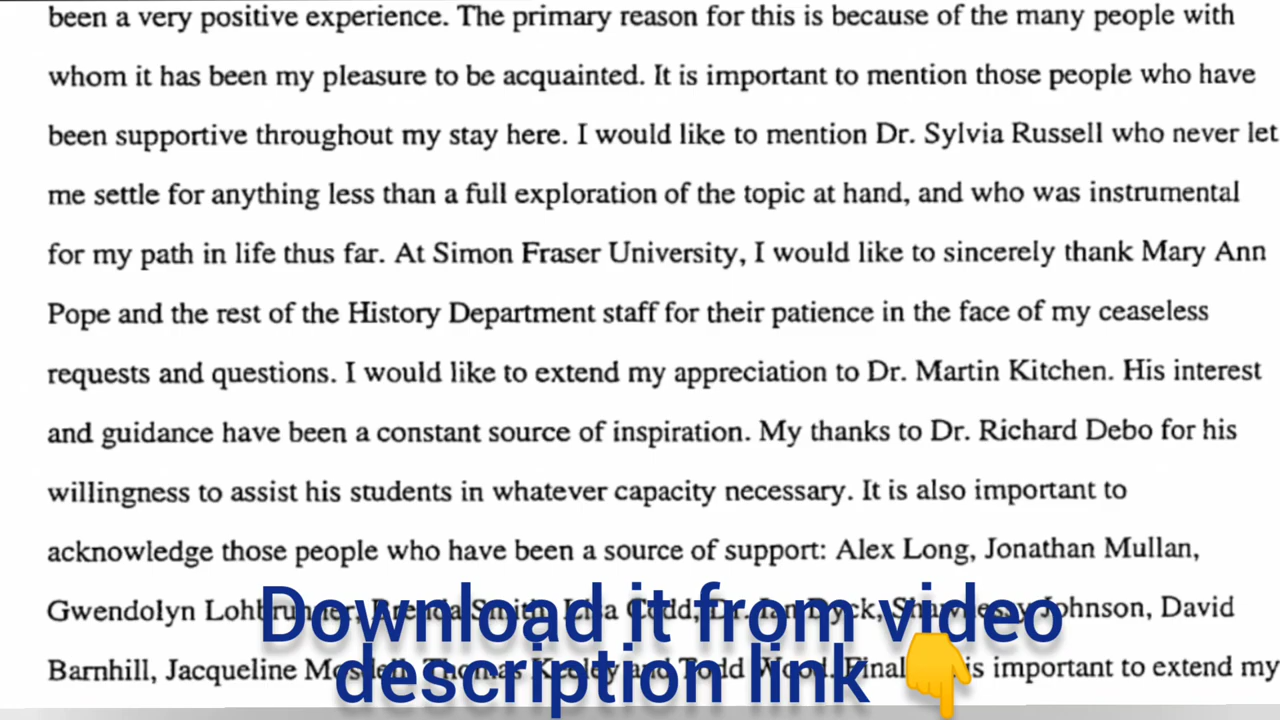 been a very positive experience. The primary reason for this is because of the many people with
whom it has been my pleasure to be acquainted. It is important to mention those people who have
been supportive throughout my stay here. I would like to mention Dr. Sylvia Russell who never let
me settle for anything less than a full exploration of the topic at hand, and who was instrumental
for my path in life thus far. At Simon Fraser University, I would like to sincerely thank Mary Ann
Pope and the rest of the History Department staff for their patience in the face of my ceaseless
requests and questions. I would like to extend my appreciation to Dr. Martin Kitchen. His interest
and guidance have been a constant source of inspiration. My thanks to Dr. Richard Debo for his
willingness to assist his students in whatever capacity necessary. It is also important to
acknowledge those people who have been a source of support: Alex Long, Jonathan Mullan,
Gwendolyn Brenda Smith, Dr. Johnson, David
Barnhill, Jacqueline Thomas and Todd Wood. is important to extend my
Download it from video
description link 👇